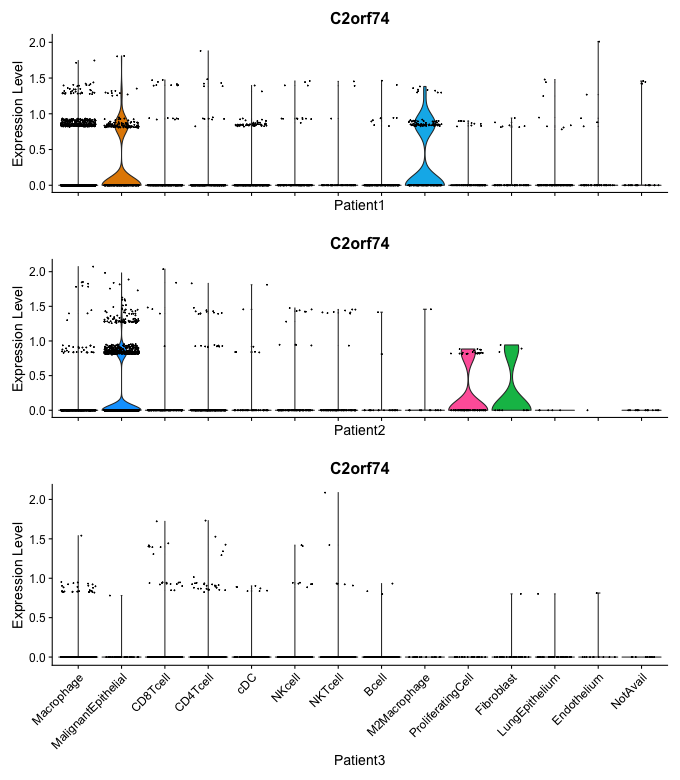 C2orf74
Expression Level
2.0
1.5
1.0
0.5
0.0
Patient1
C2orf74
Expression Level
2.0
1.5
1.0
0.5
0.0
Patient2
C2orf74
Expression Level
2.0
1.5
1.0
0.5
0.0
Macrophage
MalignantEpithelial
CD8Tcell
CD4Tcell
cDC
NKcell
NKTcell
Bcell
M2Macrophage
ProliferatingCell
Fibroblast
LungEpithelium
Endothelium
NotAvail
Patient3